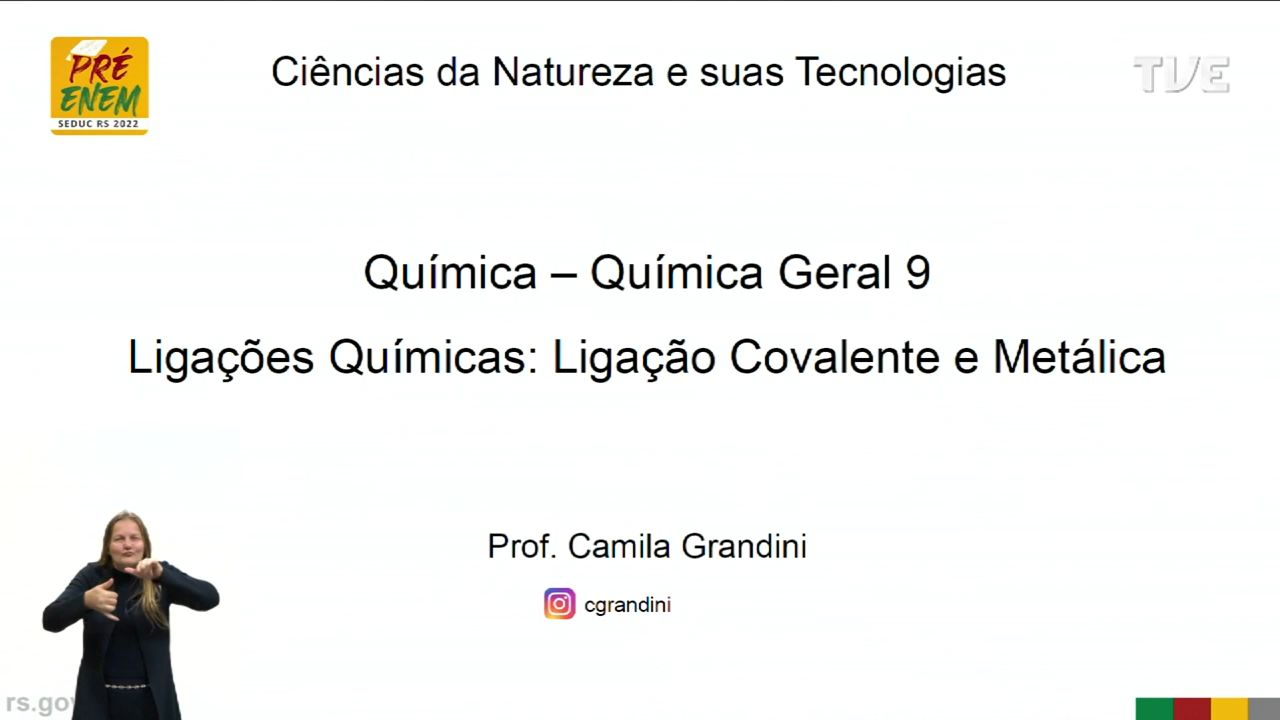 PRÉ
ENEM
SEDUC RS 2022
Ciências da Natureza e suas Tecnologias
TVE
Química – Química Geral 9
Ligações Químicas: Ligação Covalente e Metálica
Prof. Camila Grandini
cgrandini
rs.gov